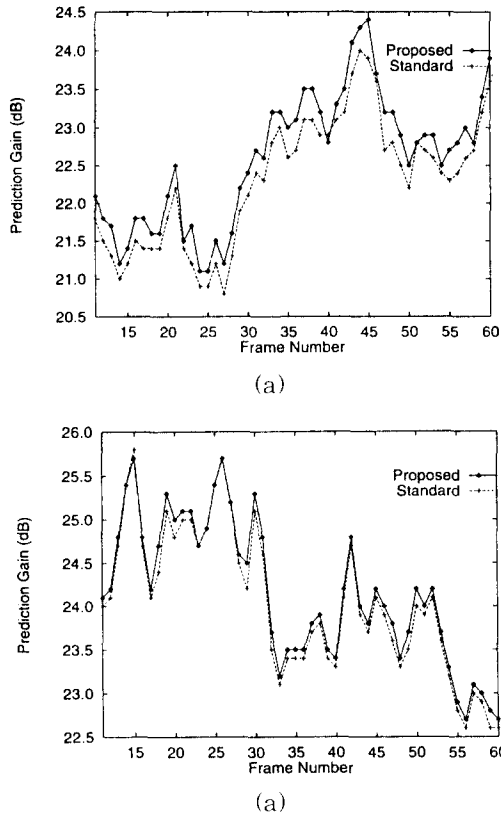 24.5
24.0
23.5
23.0
22.5
22.0
21.5
21.0
20.5
Prediction Gain (dB)
Proposed
Standard
15 20 25 30 35 40 45 50 55 60
Frame Number
(a)
26.0
25.5
25.0
24.5
24.0
23.5
23.0
22.5
Prediction Gain (dB)
Proposed
Standard
15 20 25 30 35 40 45 50 55 60
Frame Number
(a)